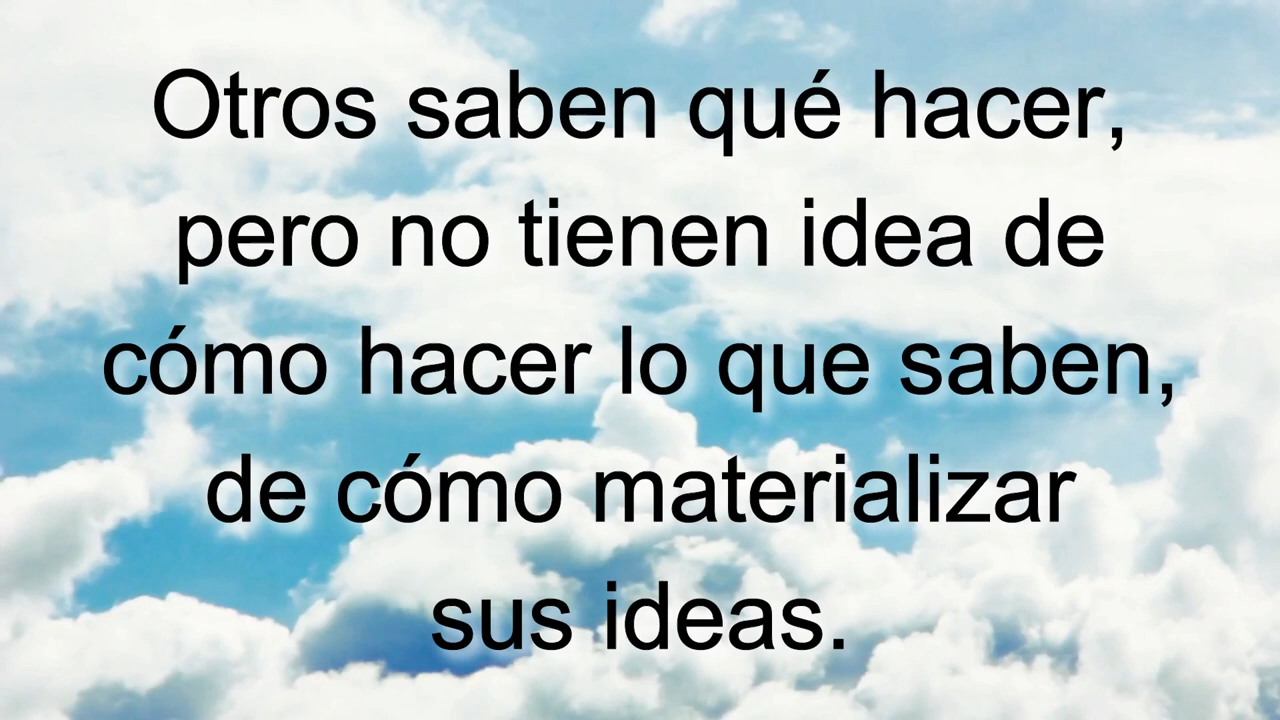 Otros saben qué hacer,
pero no tienen idea de
cómo hacer lo que saben,
de cómo materializar
sus ideas.